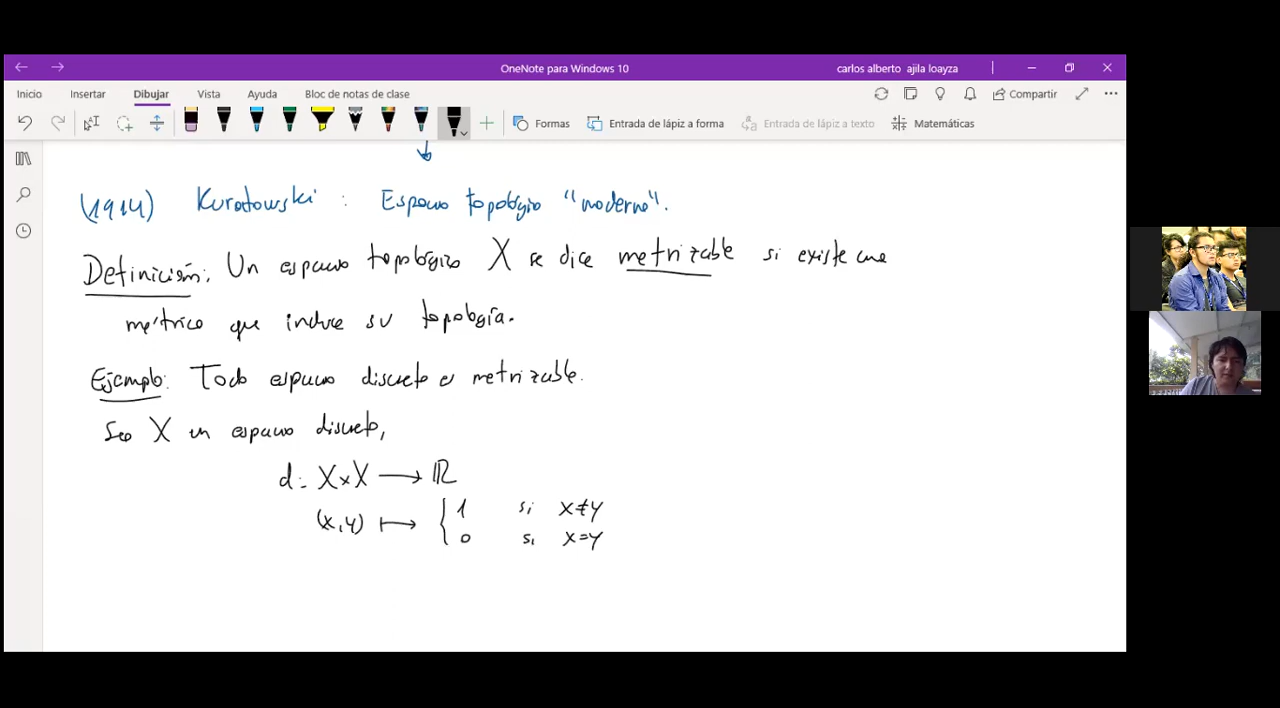 OneNote para Windows 10
carlos alberto ajila loayza
Inicio Insertar Dibujar Vista Ayuda Bloc de notas de clase
Compartir
Formas Entrada de lápiz a forma Entrada de lápiz a texto Matemáticas
(1914) Kuratowski : Espacio topológico "moderno".
Definición: Un espacio topológico X se dice metrizable si existe una
métrica que induce su topología.
Ejemplo: Todo espacio discreto es metrizable.
Sea X un espacio discreto,
d: X×X → ℝ
(x,y) ↦ { 1 si x≠y
0 si x=y